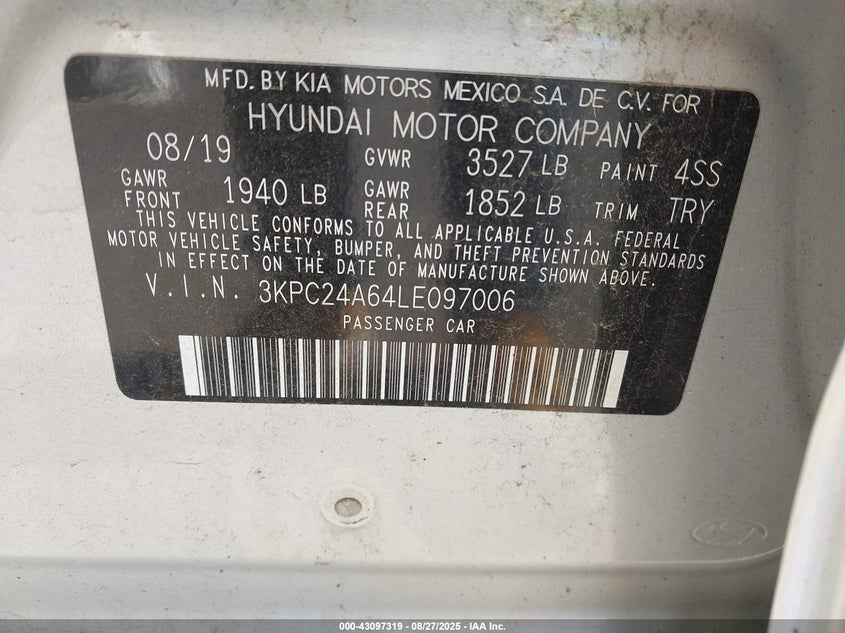 MFD. BY KIA MOTORS MEXICO S.A. DE C.V. FOR
HYUNDAI MOTOR COMPANY
08/19 GVWR 3527 LB PAINT 4SS
GAWR FRONT 1940 LB GAWR REAR 1852 LB TRIM TRY
THIS VEHICLE CONFORMS TO ALL APPLICABLE U.S.A. FEDERAL
MOTOR VEHICLE SAFETY, BUMPER, AND THEFT PREVENTION STANDARDS
IN EFFECT ON THE DATE OF MANUFACTURE SHOWN ABOVE.
V.I.N. 3KPC24A64LE097006
PASSENGER CAR
000-43097319 - 08/27/2025 - IAA Inc.